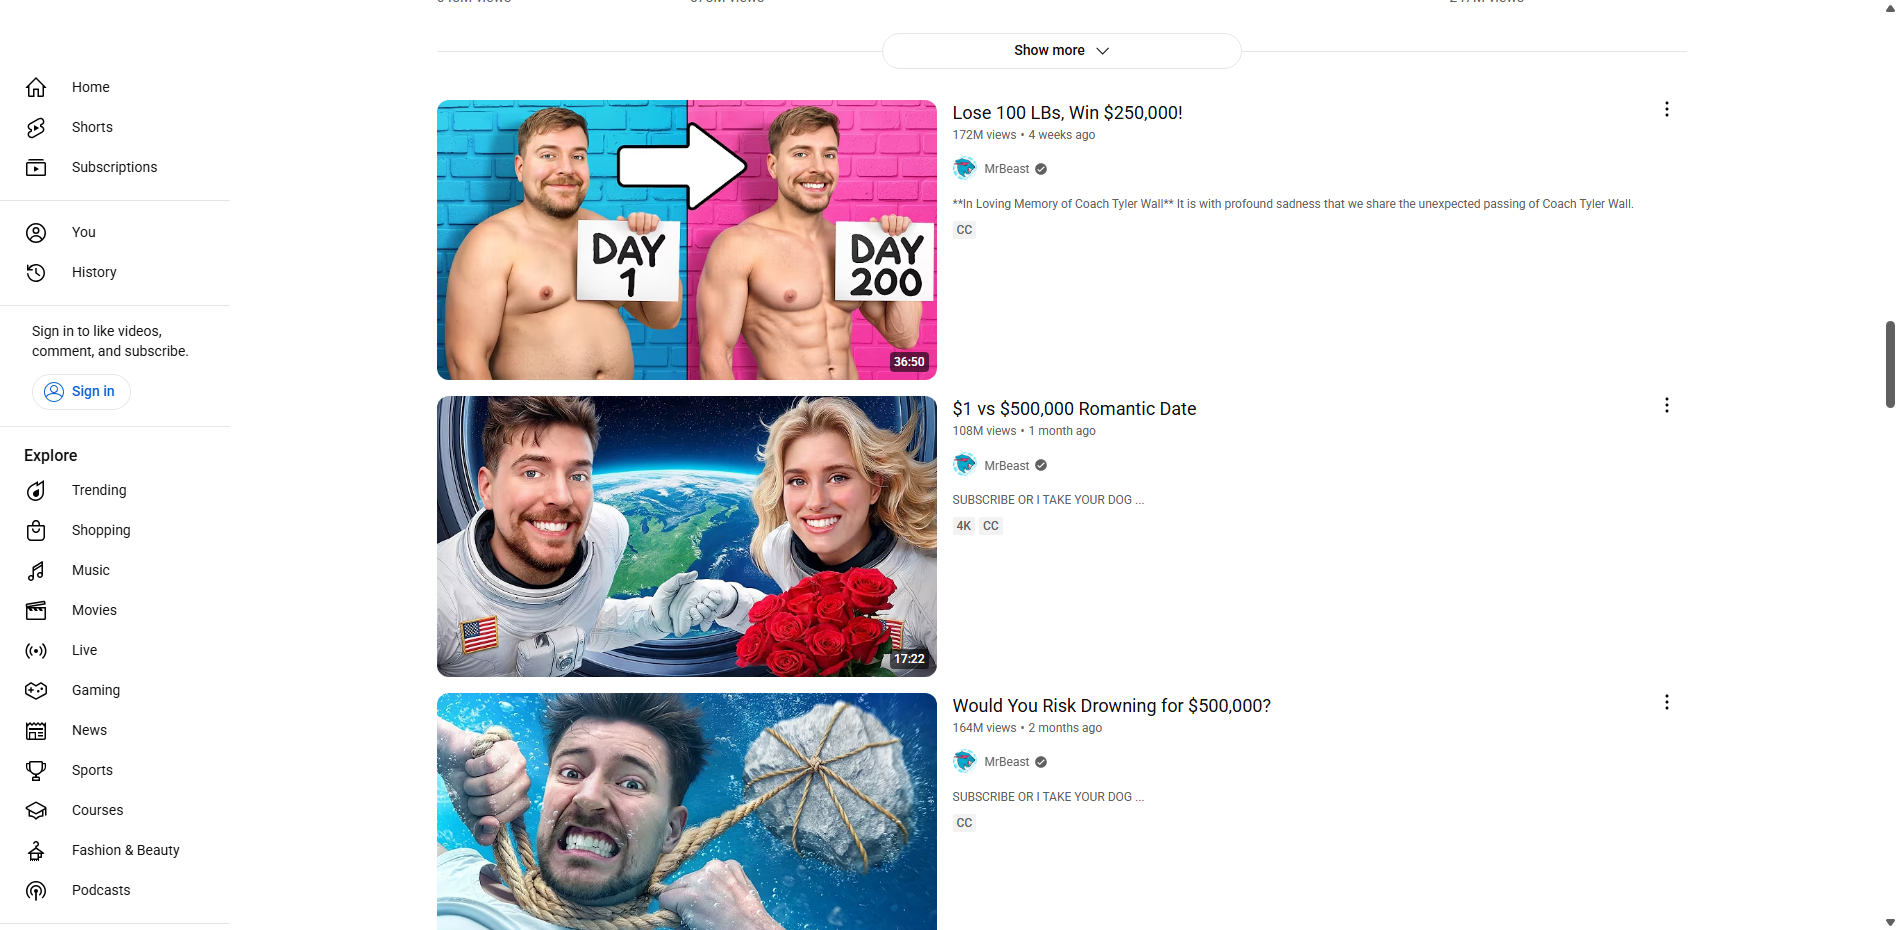 Show more
Home
Shorts
Subscriptions
You
History
Sign in to like videos,
comment, and subscribe.
Sign in
Explore
Trending
Shopping
Music
Movies
Live
Gaming
News
Sports
Courses
Fashion & Beauty
Podcasts
DAY
1
DAY
200
36:50
Lose 100 LBs, Win $250,000!
172M views • 4 weeks ago
MrBeast
**In Loving Memory of Coach Tyler Wall** It is with profound sadness that we share the unexpected passing of Coach Tyler Wall.
CC
17:22
$1 vs $500,000 Romantic Date
108M views • 1 month ago
MrBeast
SUBSCRIBE OR I TAKE YOUR DOG ...
4K CC
Would You Risk Drowning for $500,000?
164M views • 2 months ago
MrBeast
SUBSCRIBE OR I TAKE YOUR DOG ...
CC